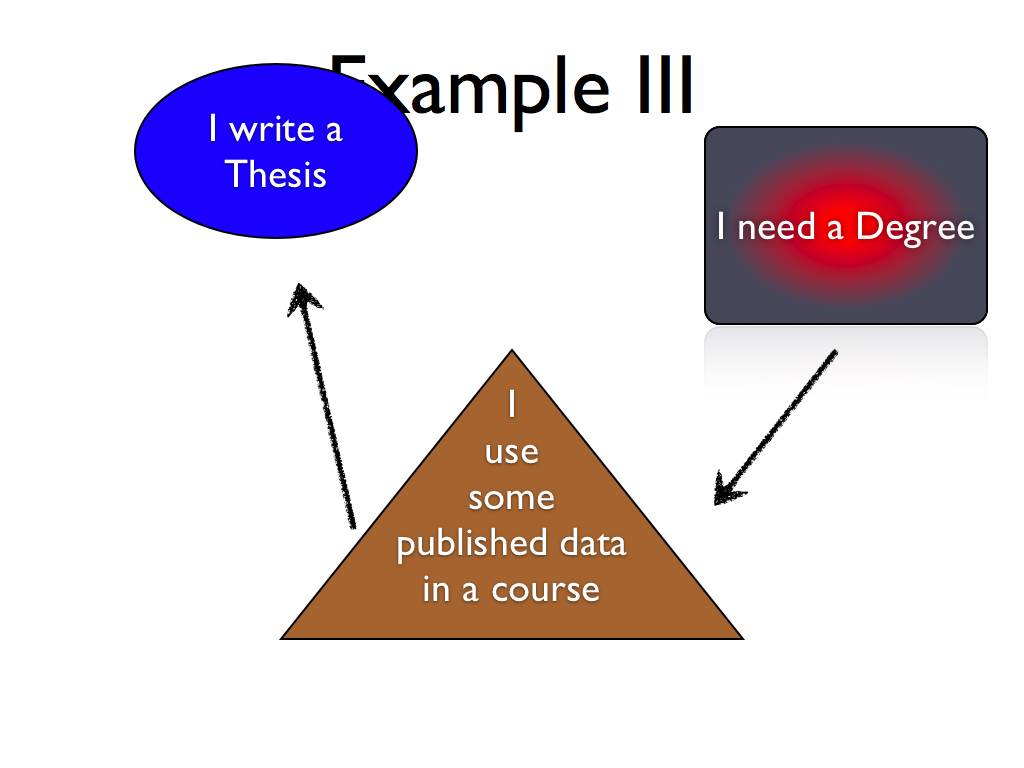 Example III
I write a
Thesis
I need a Degree
I
use
some
published data
in a course